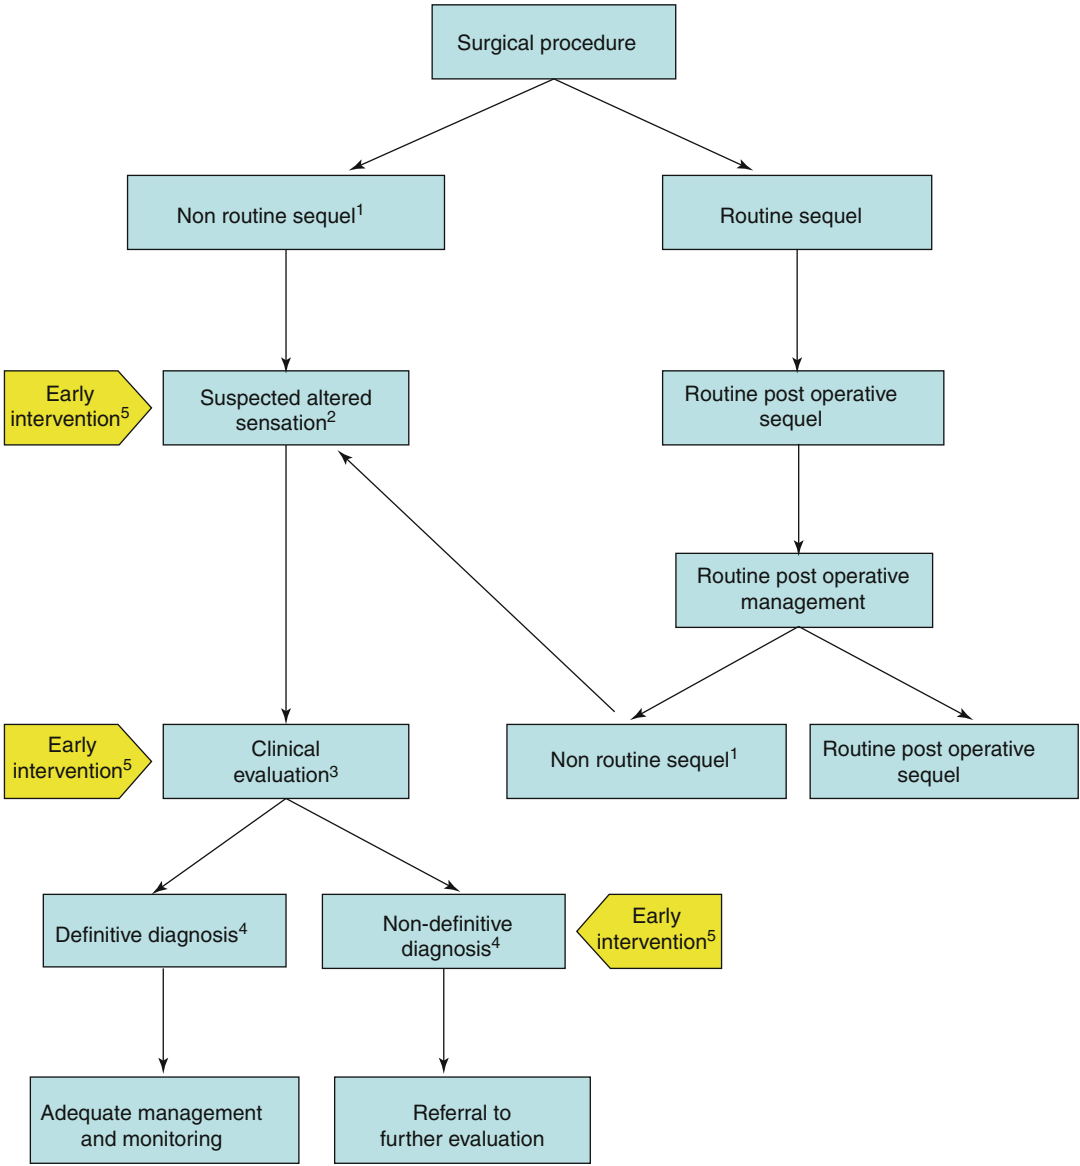 Surgical procedure
Non routine sequel¹
Routine sequel
Early
intervention⁵
Suspected altered
sensation²
Routine post operative
sequel
Routine post operative
management
Early
intervention⁵
Clinical
evaluation³
Non routine sequel¹
Routine post operative
sequel
Definitive diagnosis⁴
Non-definitive
diagnosis⁴
Early
intervention⁵
Adequate management
and monitoring
Referral to
further evaluation